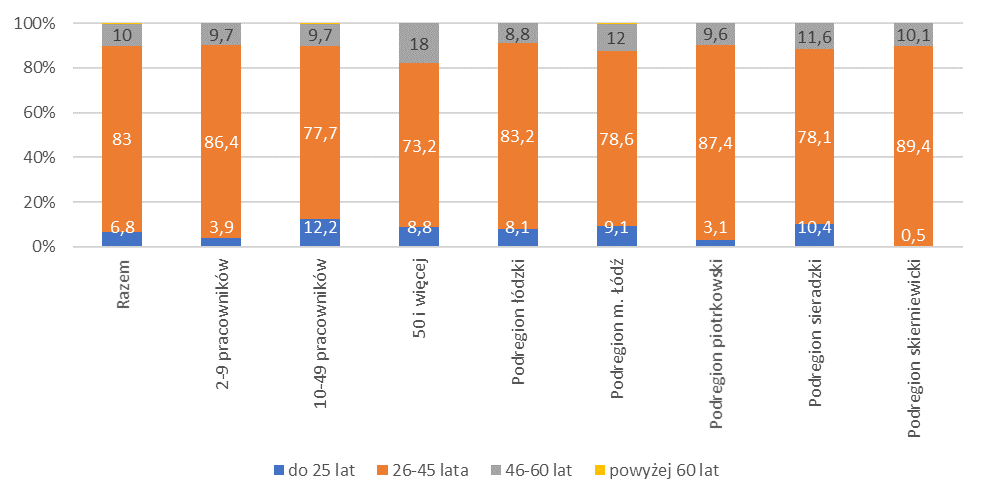 100%
80%
60%
40%
20%
0%
10 9,7 9,7 18 8,8 12 9,6 11,6 10,1
83 86,4 77,7 73,2 83,2 78,6 87,4 78,1 89,4
6,8 3,9 12,2 8,8 8,1 9,1 3,1 10,4 0,5
Razem
2-9 pracowników
10-49 pracowników
50 i więcej
Podregion łódzki
Podregion m. Łódź
Podregion piotrkowski
Podregion sieradzki
Podregion skierniewicki
do 25 lat 26-45 lata 46-60 lat powyżej 60 lat